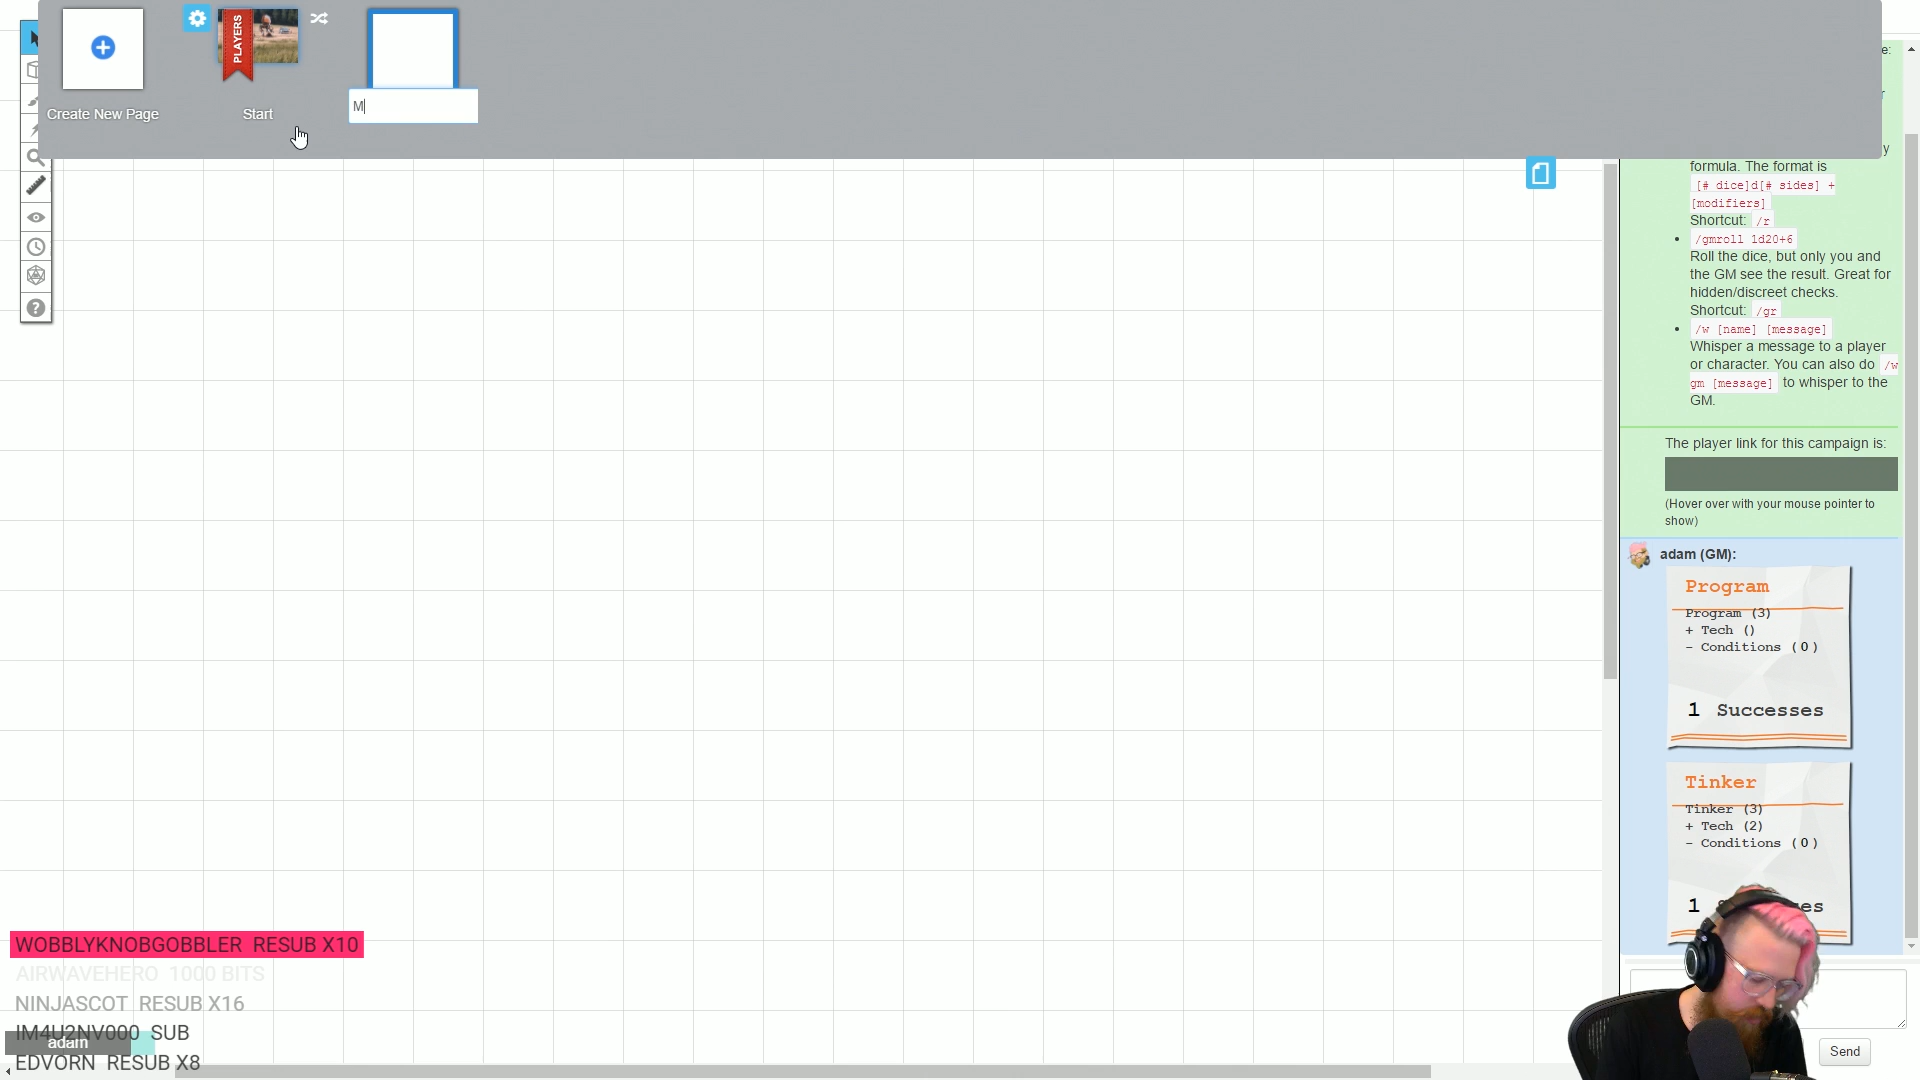 PLAYERS
Create New Page
Start
M
e:
r
y
formula. The format is
[# dice]d[# sides] +
[modifiers]
Shortcut: /r
• /gmroll 1d20+6
Roll the dice, but only you and
the GM see the result. Great for
hidden/discreet checks.
Shortcut: /gr
• /w [name] [message]
Whisper a message to a player
or character. You can also do /w
gm [message] to whisper to the
GM.
The player link for this campaign is:
(Hover over with your mouse pointer to
show)
adam (GM):
Program
Program (3)
+ Tech ()
- Conditions (0)
1 Successes
Tinker
Tinker (3)
+ Tech (2)
- Conditions (0)
1
es
WOBBLYKNOBGOBBLER RESUB X10
AIRWAVEHERO 1000 BITS
NINJASCOT RESUB X16
IM4U2NV000 SUB
adam
EDVORN RESUB X8
Send